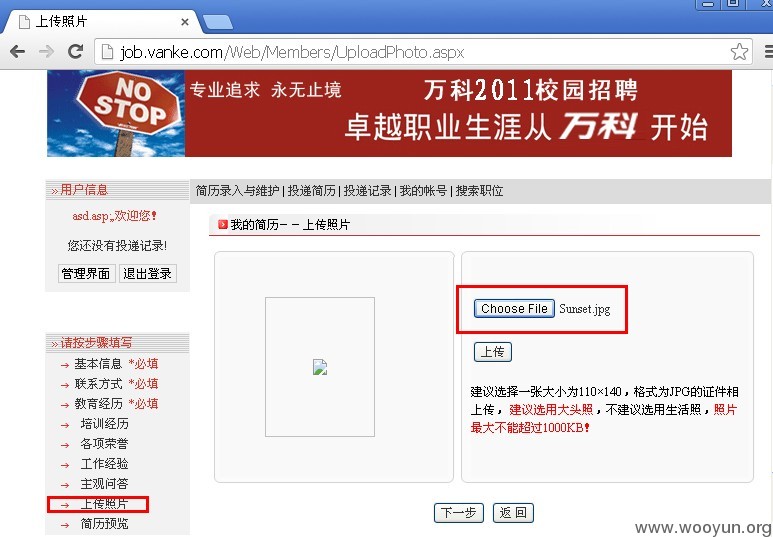 上传照片
job.vanke.com/Web/Members/UploadPhoto.aspx
NO
STOP
专业追求 永无止境
万科2011校园招聘
卓越职业生涯从 万科 开始
»用户信息
asd.asp;,欢迎您!
您还没有投递记录!
管理界面 退出登录
简历录入与维护 | 投递简历 | 投递记录 | 我的帐号 | 搜索职位
我的简历－－上传照片
Choose File Sunset.jpg
上传
建议选择一张大小为110×140，格式为JPG的证件相
上传，建议选用大头照，不建议选用生活照，照片
最大不能超过1000KB!
»请按步骤填写
→ 基本信息 *必填
→ 联系方式 *必填
→ 教育经历 *必填
→ 培训经历
→ 各项荣誉
→ 工作经验
→ 主观问答
→ 上传照片
→ 简历预览
下一步 返 回
www.wooyun.org